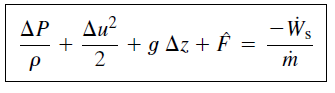 ΔP/ρ + Δu²/2 + g Δz + F̂ = −Ẇₛ/ṁ